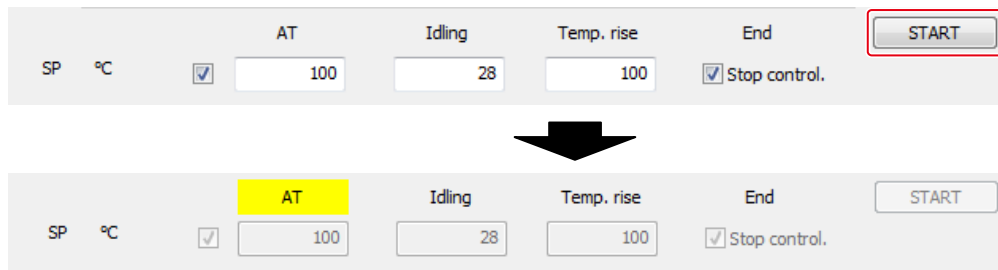 AT Idling Temp. rise End START
SP ℃ 100 28 100 Stop control.
AT Idling Temp. rise End START
SP ℃ 100 28 100 Stop control.